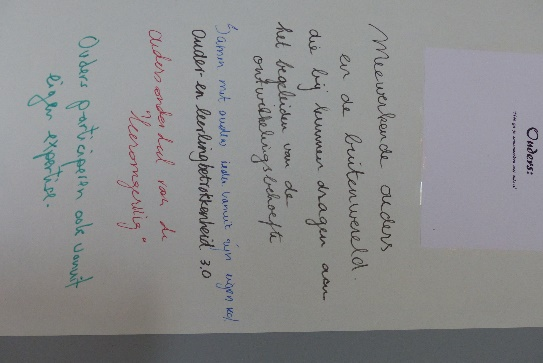 Ouders:
Meewerkende ouders
en de buitenwereld.
die bij kunnen dragen aan
het begeleiden van de
ontwikkelingsbehoefte
Samen met ouders ieder vanuit zijn eigen rol
Ouder- en leerlingbetrokkenheid 3.0
Ouders onderdeel van de
"leeromgeving"
Ouders participeren ook vanuit
eigen expertise.